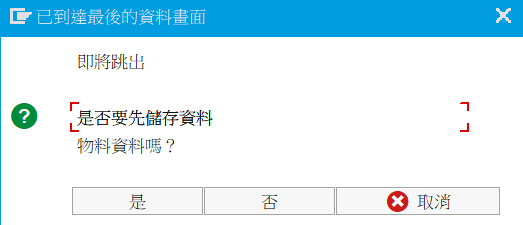 已到達最後的資料畫面
即將跳出
是否要先儲存資料
物料資料嗎？
是
否
取消